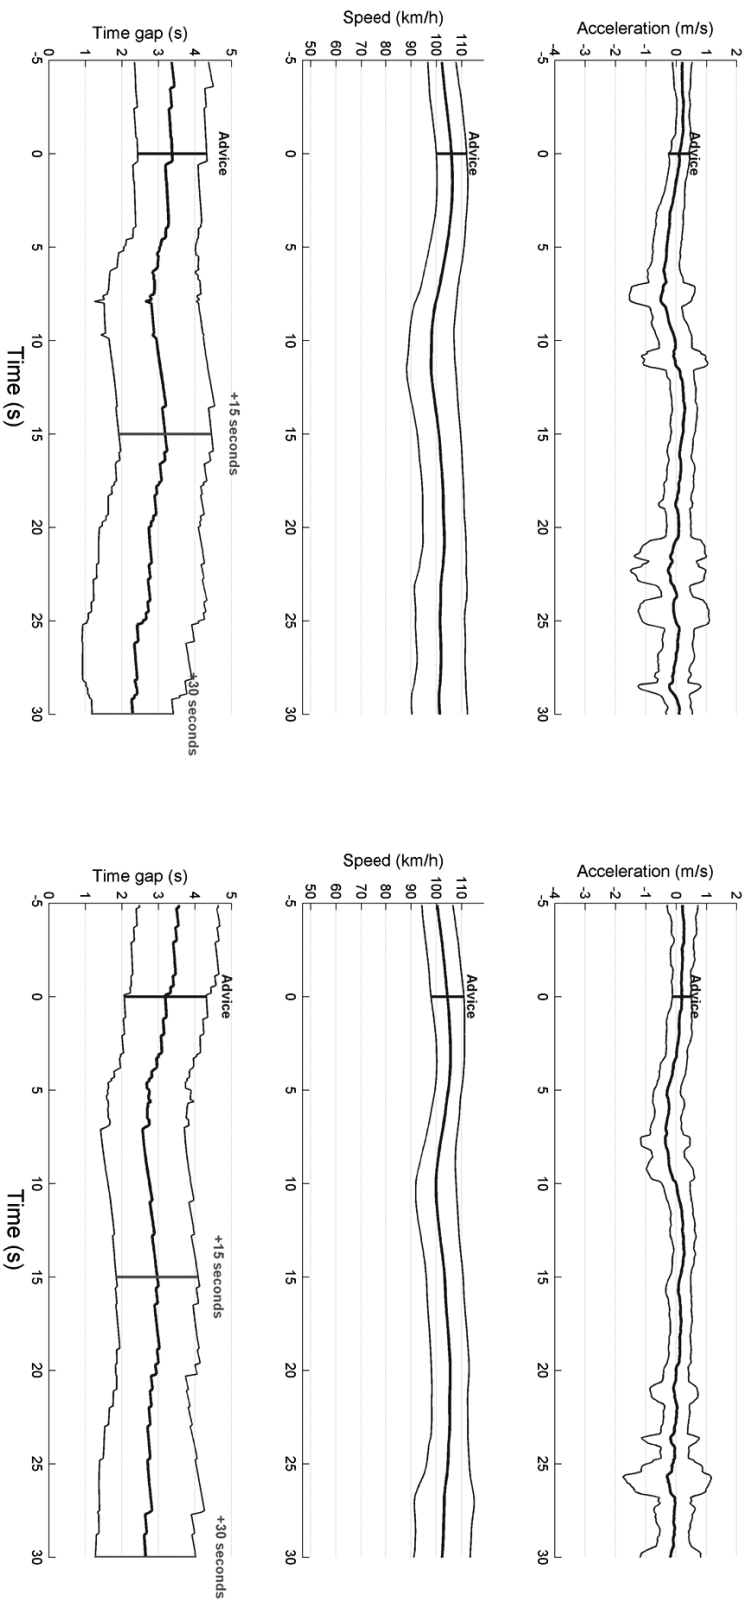 Acceleration (m/s)
2
1
0
-1
-2
-3
-4
Advice
-5 0 5 10 15 20 25 30
Speed (km/h)
110
100
90
80
70
60
50
Advice
-5 0 5 10 15 20 25 30
Time gap (s)
5
4
3
2
1
0
Advice
+15 seconds
+30 seconds
-5 0 5 10 15 20 25 30
Time (s)
Acceleration (m/s)
2
1
0
-1
-2
-3
-4
Advice
-5 0 5 10 15 20 25 30
Speed (km/h)
110
100
90
80
70
60
50
Advice
-5 0 5 10 15 20 25 30
Time gap (s)
5
4
3
2
1
0
Advice
+15 seconds
+30 seconds
-5 0 5 10 15 20 25 30
Time (s)